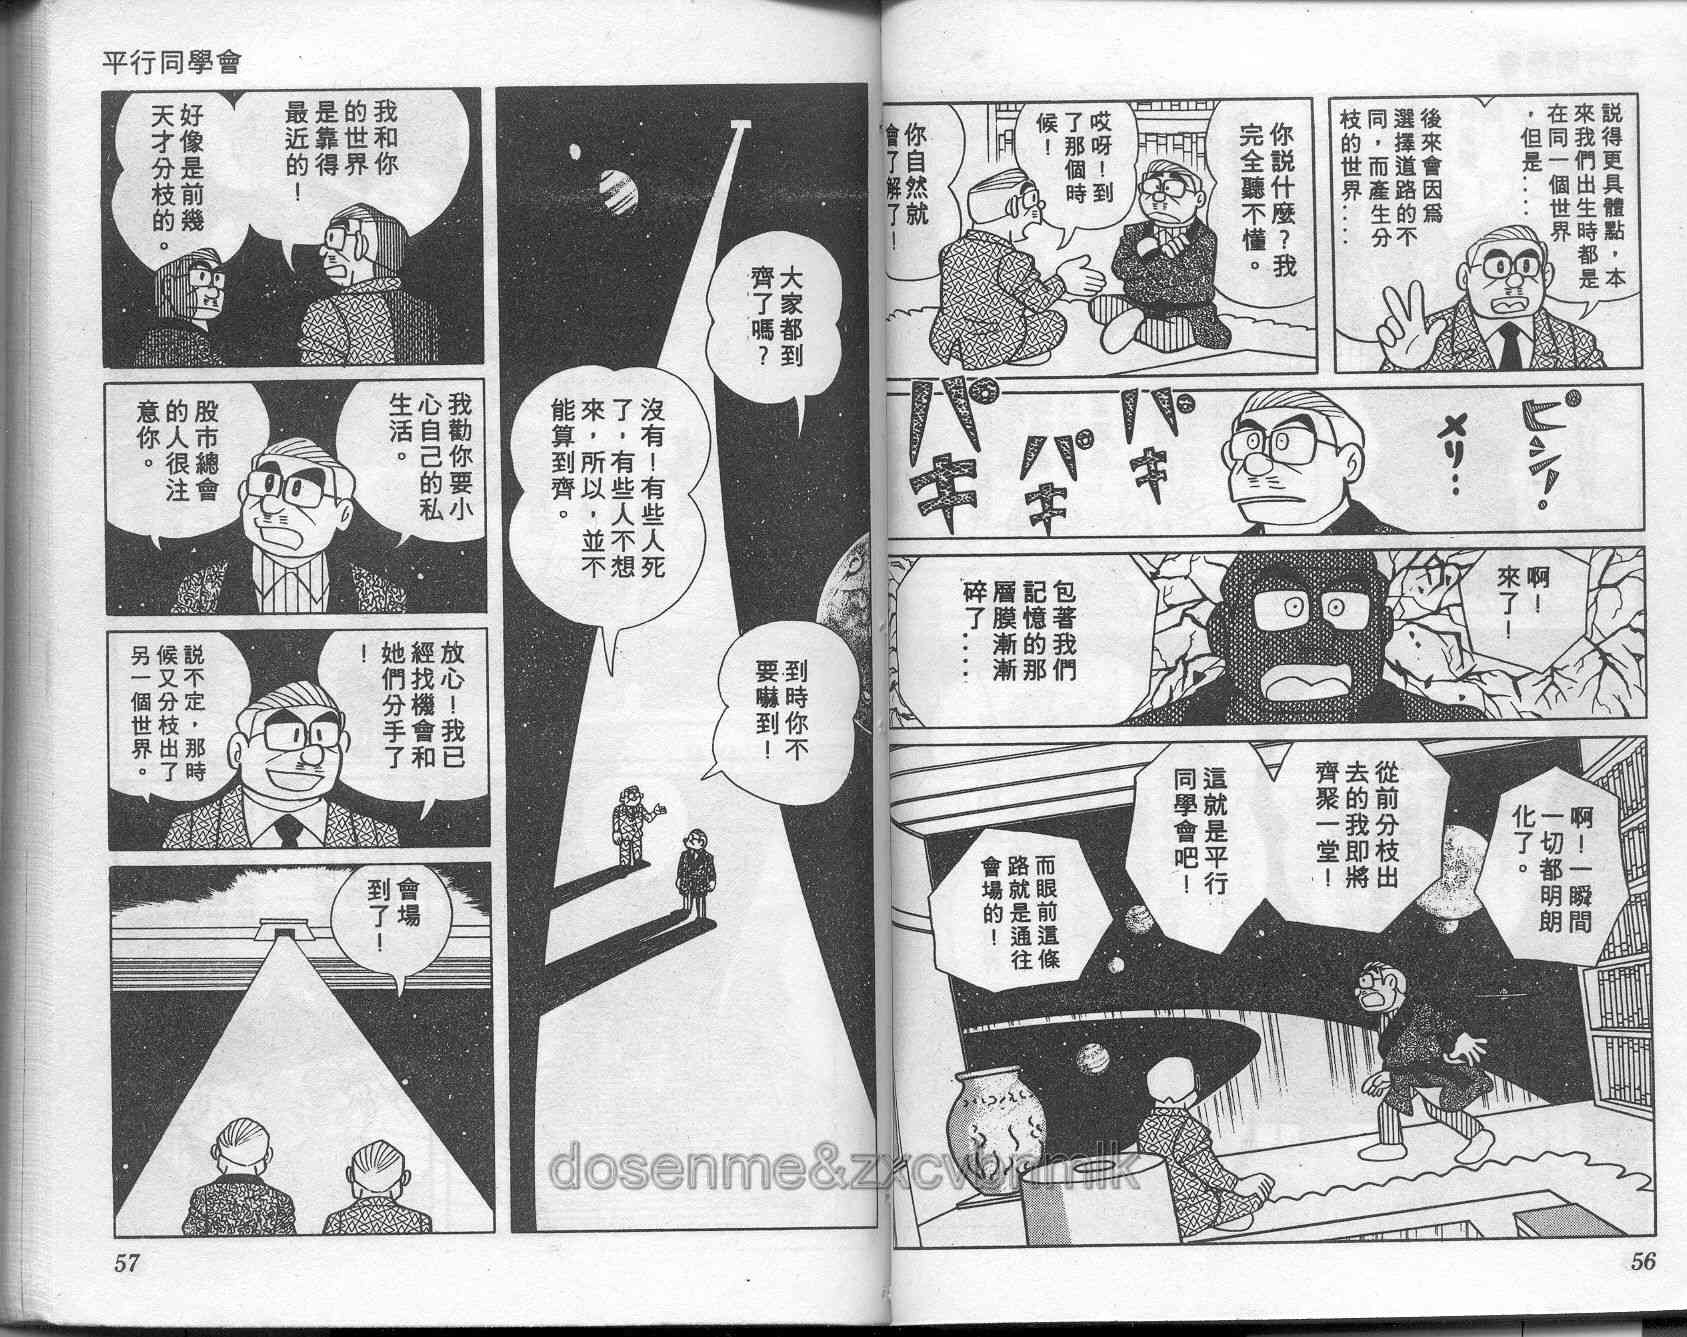 說得更具體點，本
來我們出生時都是
在同一個世界
，但是....
後來會因為
選擇道路的不
同，而產生分
枝的世界....
你說什麼？我
完全聽不懂。
哎呀！到
了那個時
候！
你自然就
會了解了！
ピシ！
メリ…
バキ
バキ
バキ
バキ
啊！
來了！
包著我們
記憶的那
層膜漸漸
碎了....
啊！一瞬間
一切都明朗
化了。
從前分枝出
去的我即將
齊聚一堂！
這就是平行
同學會吧！
而眼前這條
路就是通往
會場的！
56
平行同學會
大家都到
齊了嗎？
沒有！有些人死
了，有些人不想
來，所以，並不
能算到齊。
到時你不
要嚇到！
我和你
的世界
是靠得
最近的！
好像是前幾
天才分枝的。
我勸你要小
心自己的私
生活。
股市總會
的人很注
意你。
放心！我已
經找機會和
她們分手了
！
說不定，那時
候又分枝出了
另一個世界。
會場
到了！
57
dosenme&zxcvbnmlk